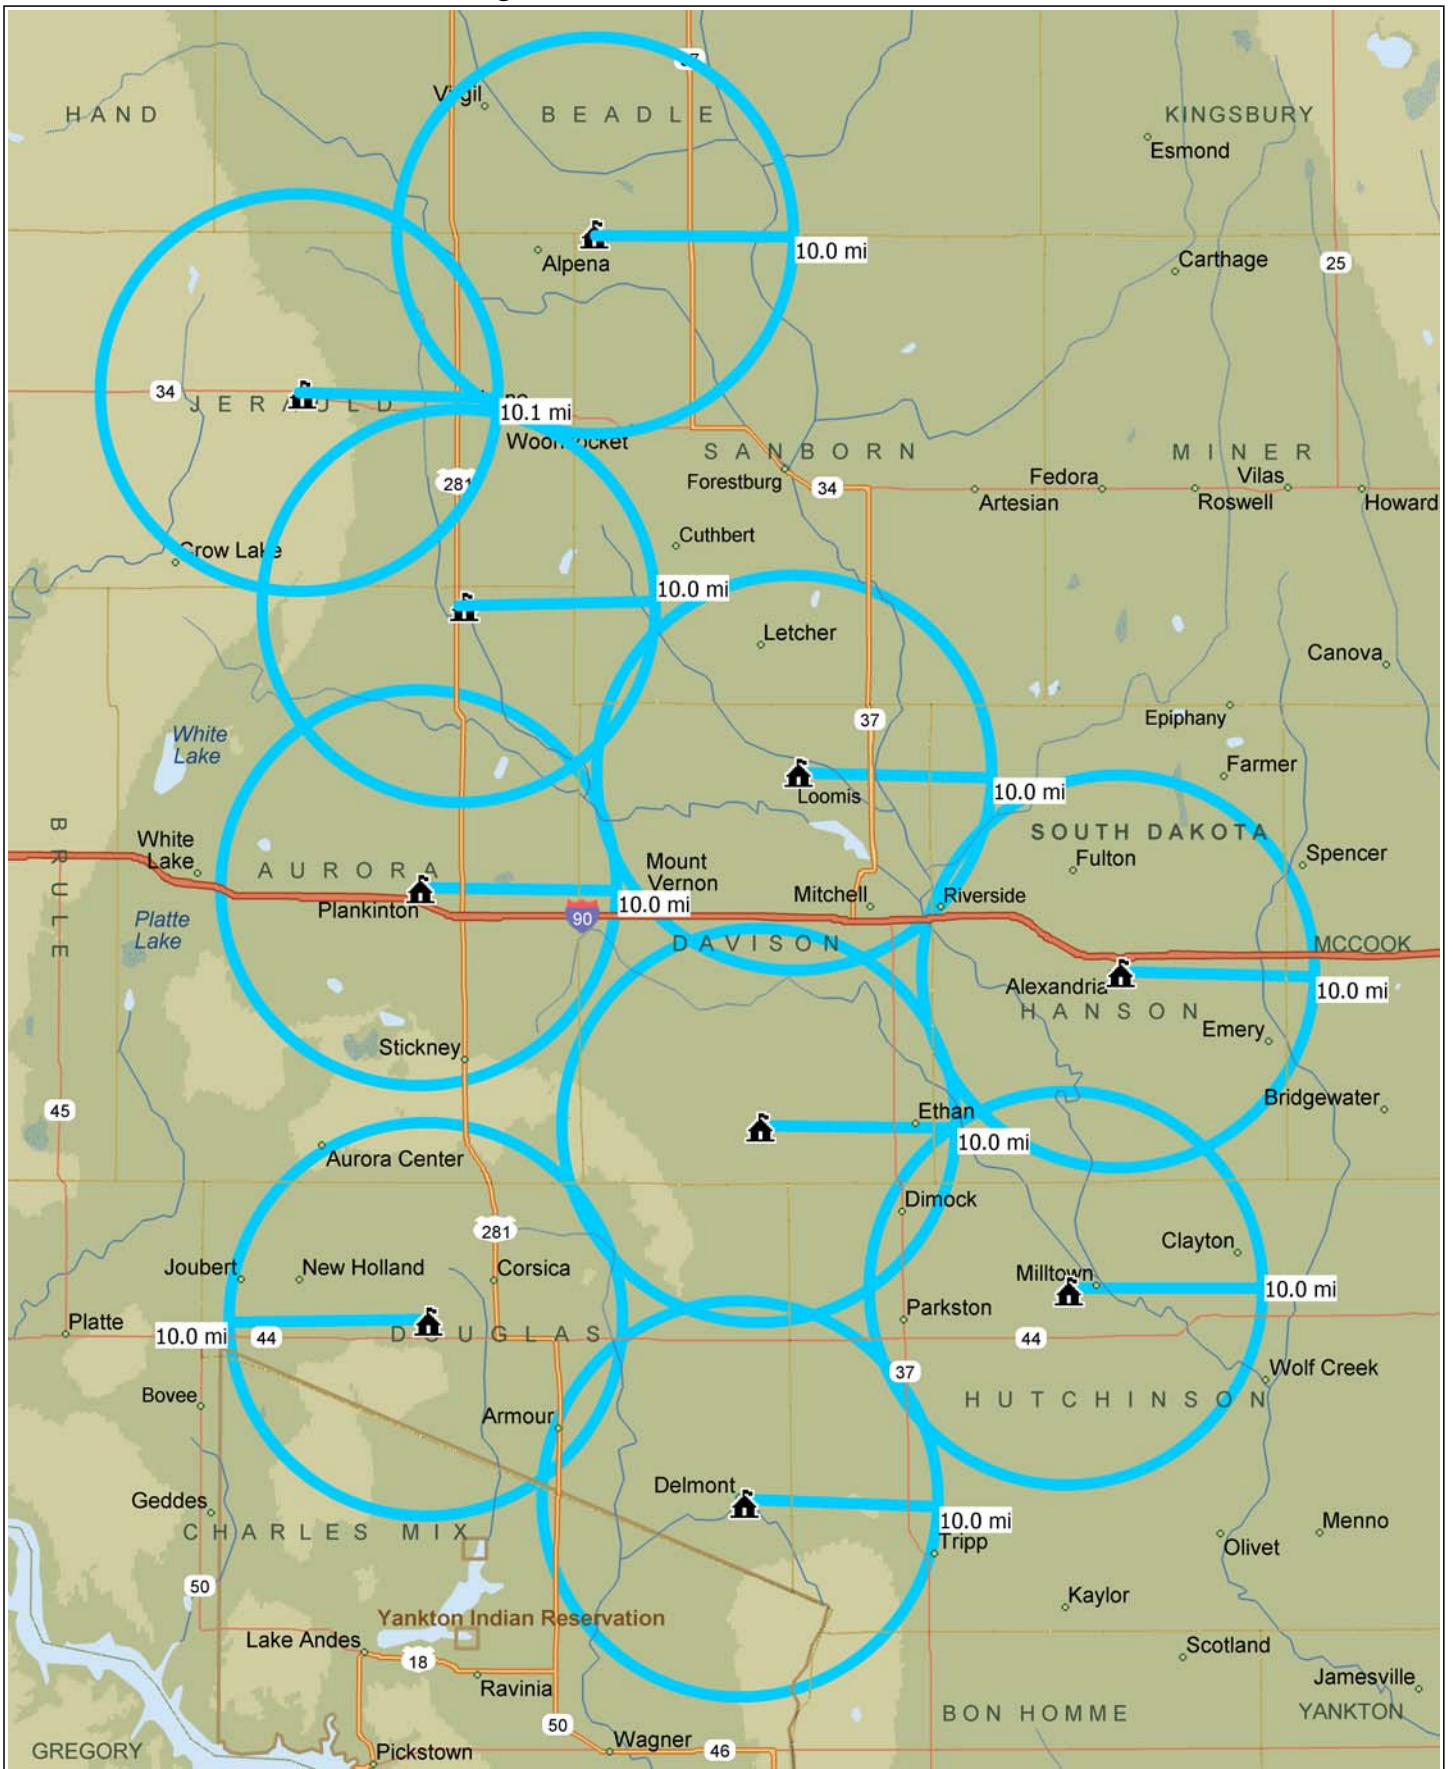 37
Virgil
HAND
BEADLE
KINGSBURY
Esmond
10.0 mi
Alpena
Carthage
25
34
JERAULD
10.1 mi
Woonsocket
SANBORN
MINER
281
Forestburg
34
Fedora
Vilas
Artesian
Roswell
Howard
Cuthbert
Crow Lake
10.0 mi
Letcher
Canova
White
Lake
37
Epiphany
Farmer
Loomis
10.0 mi
BRULE
SOUTH DAKOTA
White
Lake
AURORA
Mount
Vernon
Fulton
Spencer
Mitchell
Riverside
Plankinton
10.0 mi
90
Platte
Lake
DAVISON
MCCOOK
Alexandria
10.0 mi
HANSON
Emery
Stickney
45
Bridgewater
Ethan
10.0 mi
Aurora Center
Dimock
281
Clayton
Joubert
New Holland
Corsica
Milltown
10.0 mi
Platte
Parkston
10.0 mi
44
DOUGLAS
44
37
Wolf Creek
Bovee
HUTCHINSON
Armour
Delmont
Geddes
10.0 mi
CHARLES MIX
Tripp
Menno
Olivet
50
Kaylor
Yankton Indian Reservation
Lake Andes
18
Scotland
Ravinia
Jamesville
50
BON HOMME
YANKTON
Wagner
46
GREGORY
Pickstown